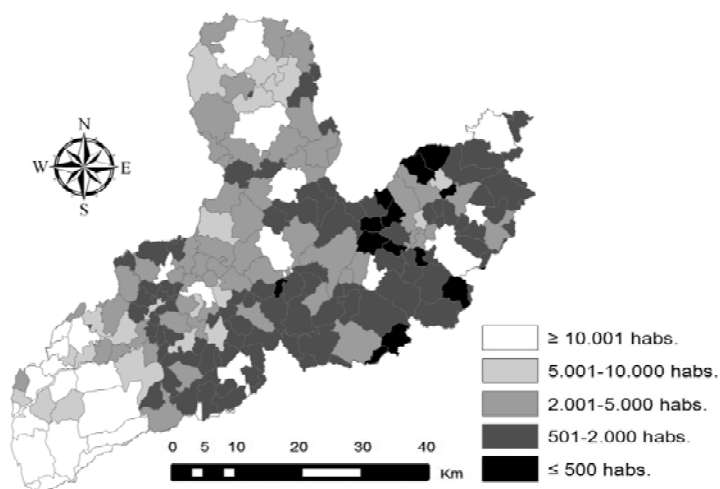 N
W E
S
≥ 10.001 habs.
5.001-10.000 habs.
2.001-5.000 habs.
501-2.000 habs.
≤ 500 habs.
0 5 10 20 30 40
Km